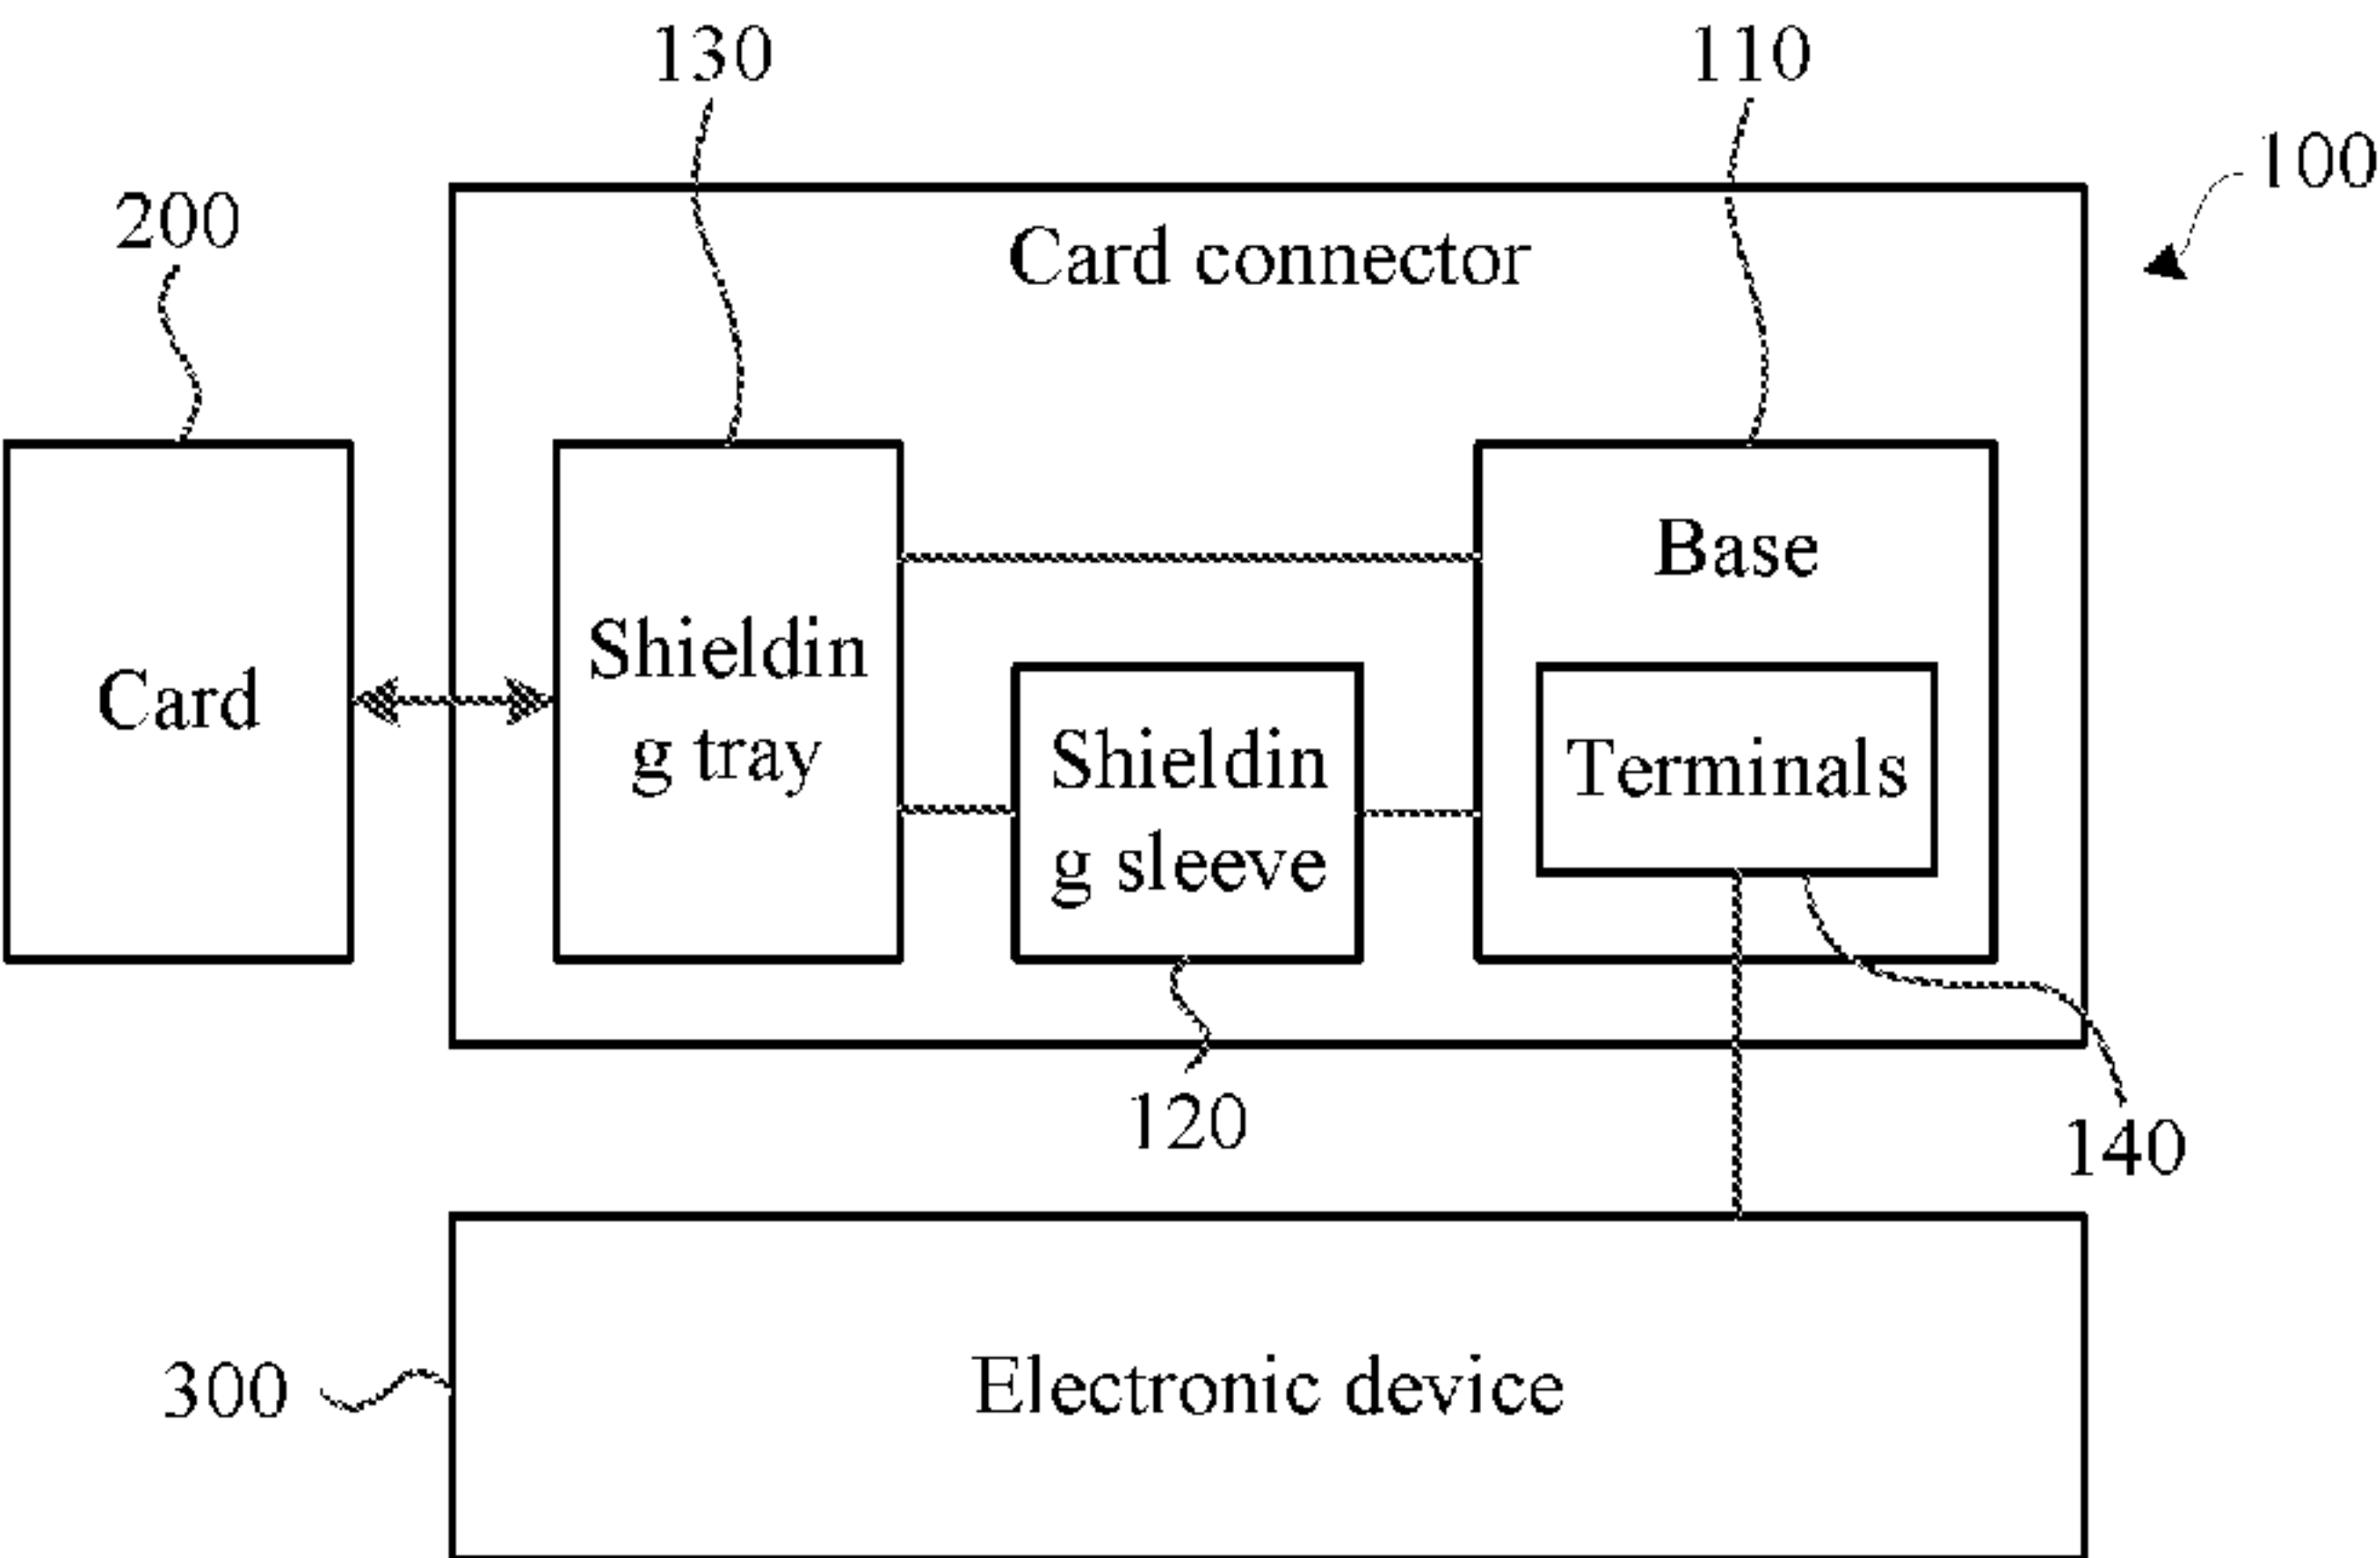 130
110
100
200
Card connector
Base
Shieldin
g tray
Card
Shieldin
g sleeve
Terminals
120
140
300
Electronic device